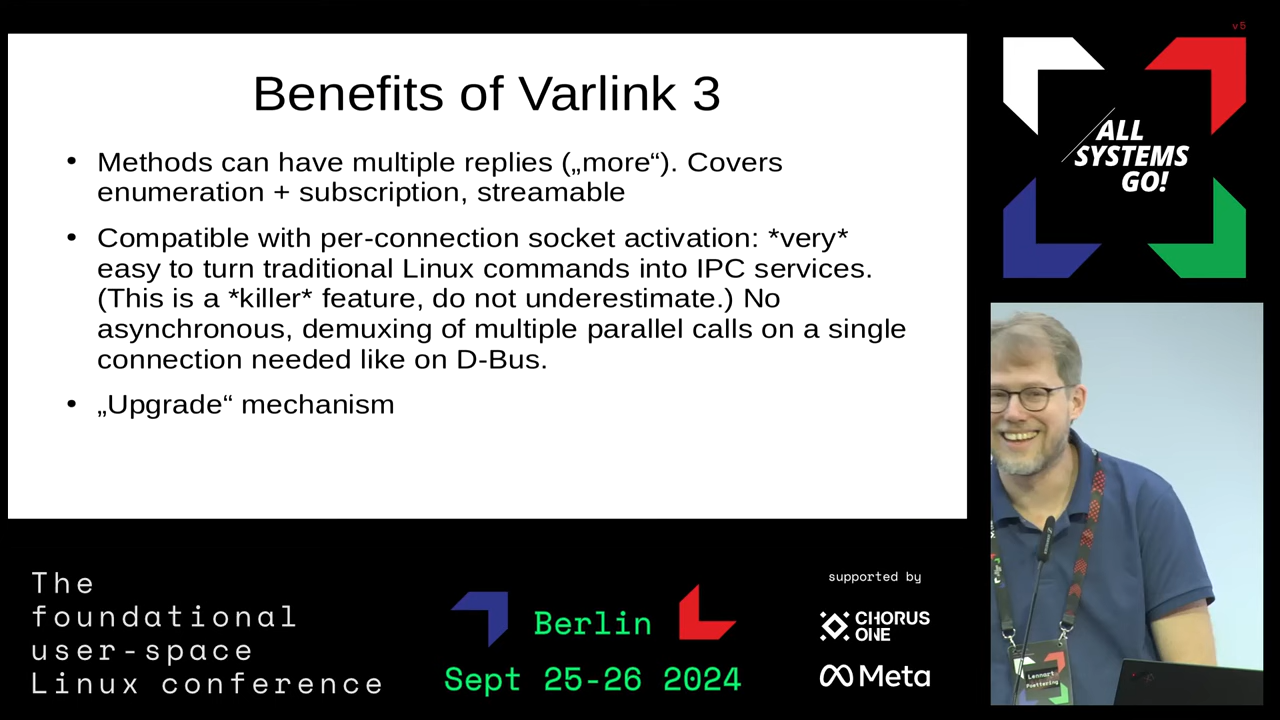 v5
Benefits of Varlink 3
• Methods can have multiple replies („more“). Covers
enumeration + subscription, streamable
• Compatible with per-connection socket activation: *very*
easy to turn traditional Linux commands into IPC services.
(This is a *killer* feature, do not underestimate.) No
asynchronous, demuxing of multiple parallel calls on a single
connection needed like on D-Bus.
• „Upgrade“ mechanism
ALL
SYSTEMS
GO!
The
foundational
user-space
Linux conference
Berlin
Sept 25-26 2024
supported by
CHORUS
ONE
Meta
Lennart
Poettering